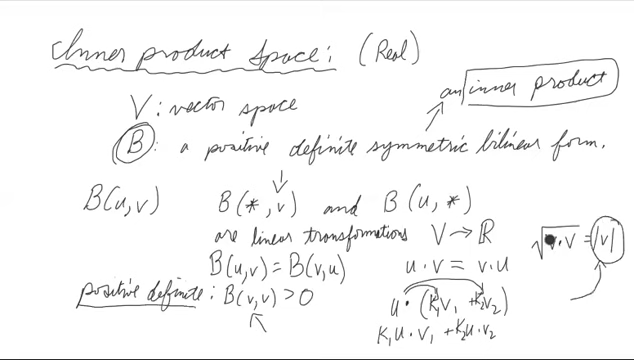 Inner product space: (Real)
an inner product
V: vector space
B: a positive definite symmetric bilinear form.
B(u,v) B(*,v) and B(u,*)
are linear transformations V → ℝ
√v·v = |v|
B(u,v) = B(v,u) u·v = v·u
positive definite: B(v,v) > 0 u·(K₁v₁ + K₂v₂)
K₁u·v₁ + K₂u·v₂